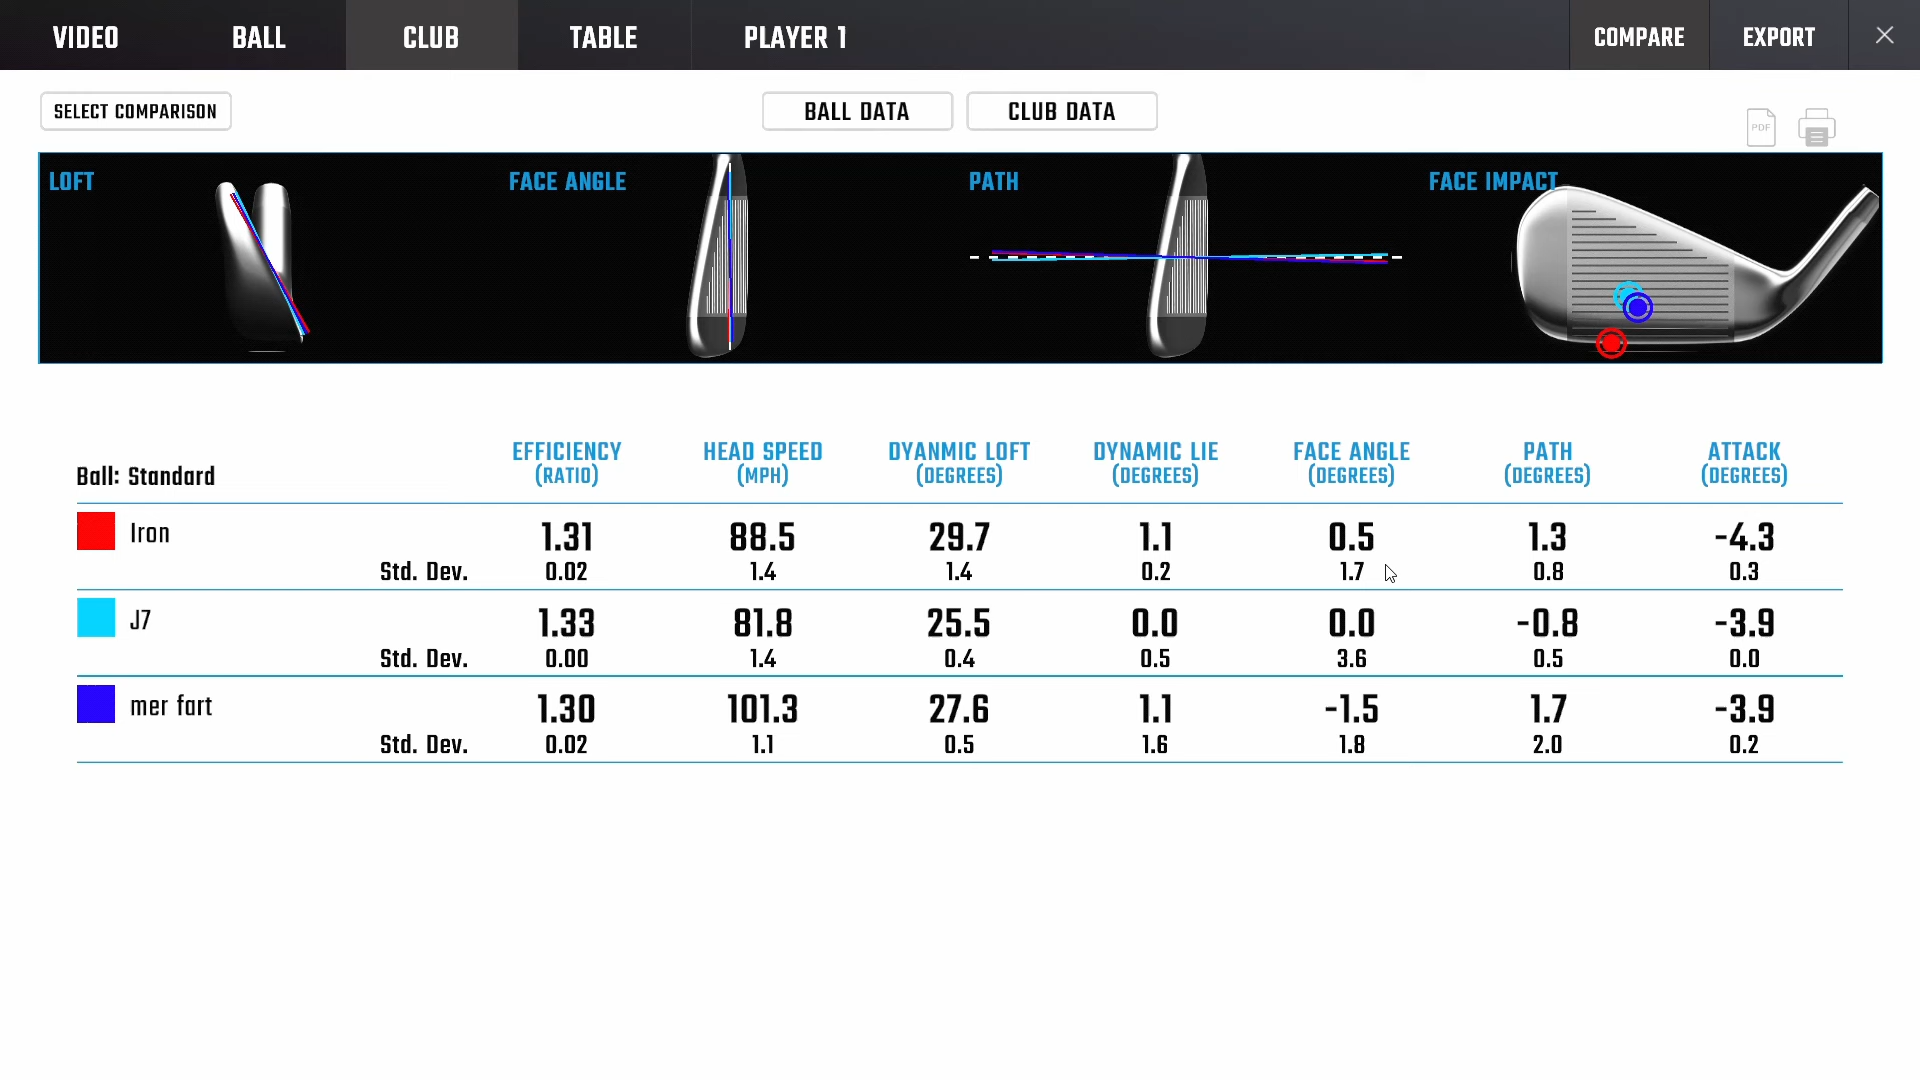 VIDEO BALL CLUB TABLE PLAYER 1 COMPARE EXPORT
SELECT COMPARISON BALL DATA CLUB DATA
PDF
LOFT FACE ANGLE PATH FACE IMPACT
EFFICIENCY HEAD SPEED DYANMIC LOFT DYNAMIC LIE FACE ANGLE PATH ATTACK
Ball: Standard (RATIO) (MPH) (DEGREES) (DEGREES) (DEGREES) (DEGREES) (DEGREES)
Iron 1.31 88.5 29.7 1.1 0.5 1.3 -4.3
Std. Dev. 0.02 1.4 1.4 0.2 1.7 0.8 0.3
J7 1.33 81.8 25.5 0.0 0.0 -0.8 -3.9
Std. Dev. 0.00 1.4 0.4 0.5 3.6 0.5 0.0
mer fart 1.30 101.3 27.6 1.1 -1.5 1.7 -3.9
Std. Dev. 0.02 1.1 0.5 1.6 1.8 2.0 0.2